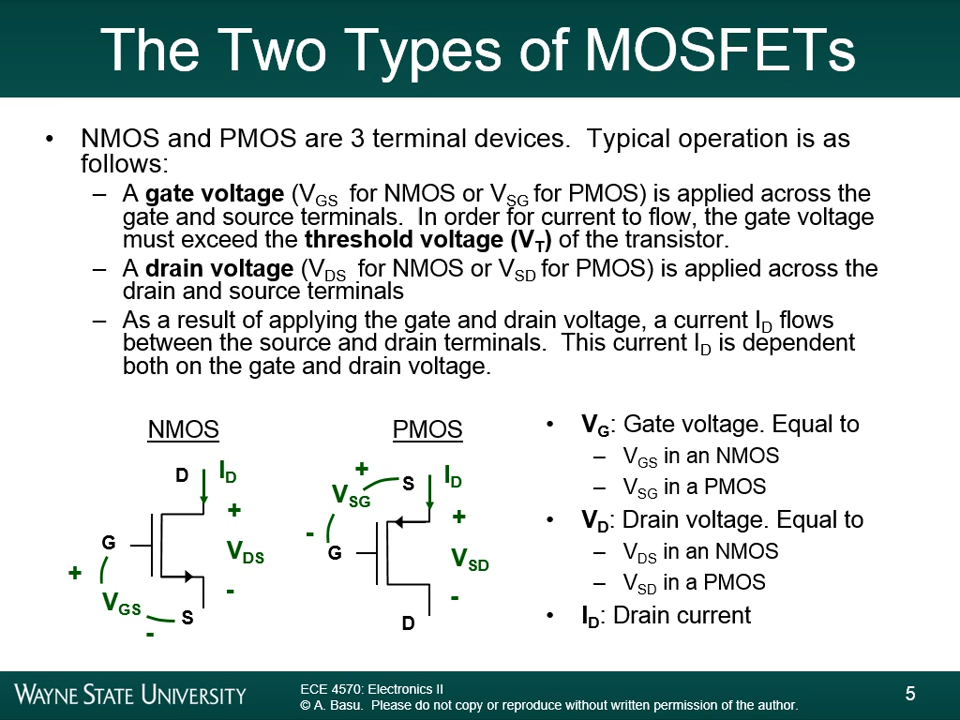 The Two Types of MOSFETs
• NMOS and PMOS are 3 terminal devices. Typical operation is as
follows:
– A gate voltage (VGS for NMOS or VSG for PMOS) is applied across the
gate and source terminals. In order for current to flow, the gate voltage
must exceed the threshold voltage (VT) of the transistor.
– A drain voltage (VDS for NMOS or VSD for PMOS) is applied across the
drain and source terminals
– As a result of applying the gate and drain voltage, a current ID flows
between the source and drain terminals. This current ID is dependent
both on the gate and drain voltage.
NMOS
D
ID
+
VDS
-
G
+
VGS
-
S
PMOS
+
VSG
-
S
ID
+
VSD
-
G
D
• VG: Gate voltage. Equal to
– VGS in an NMOS
– VSG in a PMOS
• VD: Drain voltage. Equal to
– VDS in an NMOS
– VSD in a PMOS
• ID: Drain current
WAYNE STATE UNIVERSITY
ECE 4570: Electronics II
© A. Basu. Please do not copy or reproduce without written permission of the author.
5